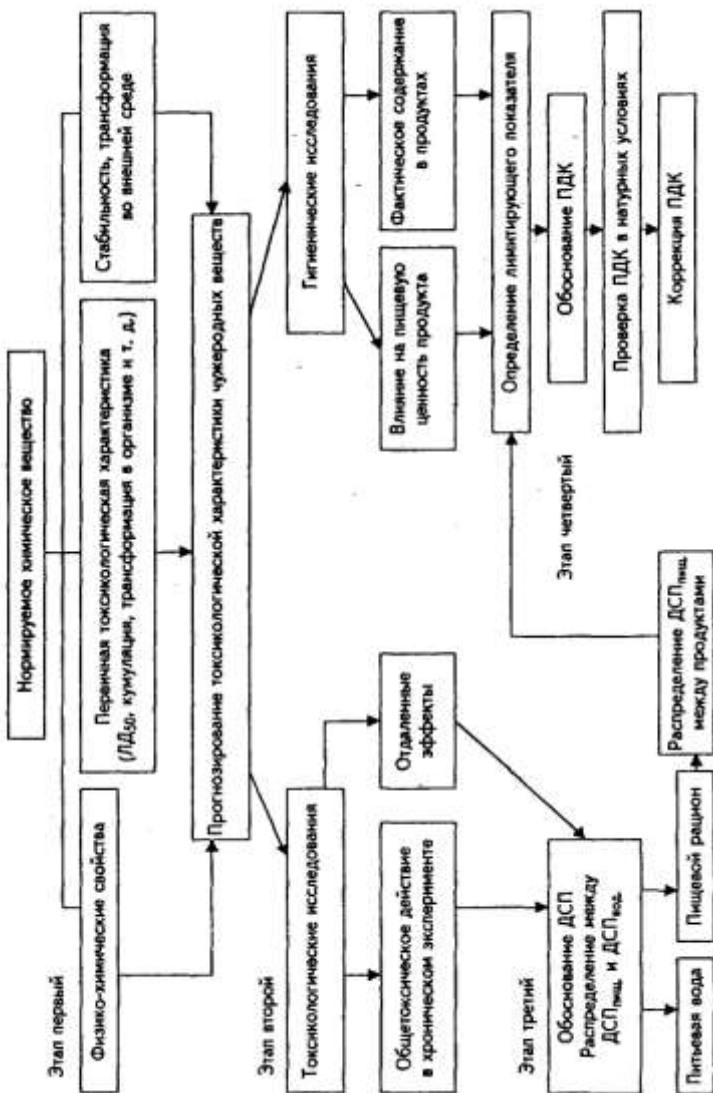 Нормируемое химическое вещество
Этап первый
Физико-химические свойства
Первичная токсикологическая характеристика
(ЛД50, кумуляция, трансформация в организме и т. д.)
Стабильность, трансформация
во внешней среде
Прогнозирование токсикологической характеристики чужеродных веществ
Этап второй
Токсикологические исследования
Гигиенические исследования
Общетоксическое действие
в хроническом эксперименте
Отдаленные
эффекты
Влияние на пищевую
ценность продукта
Фактическое содержание
в продуктах
Этап третий
Обоснование ДСП
Распределение между
ДСПпищ. и ДСПвод.
Питьевая вода
Пищевой рацион
Распределение ДСПпищ.
между продуктами
Этап четвертый
Определение лимитирующего показателя
Обоснование ПДК
Проверка ПДК в натурных условиях
Коррекция ПДК